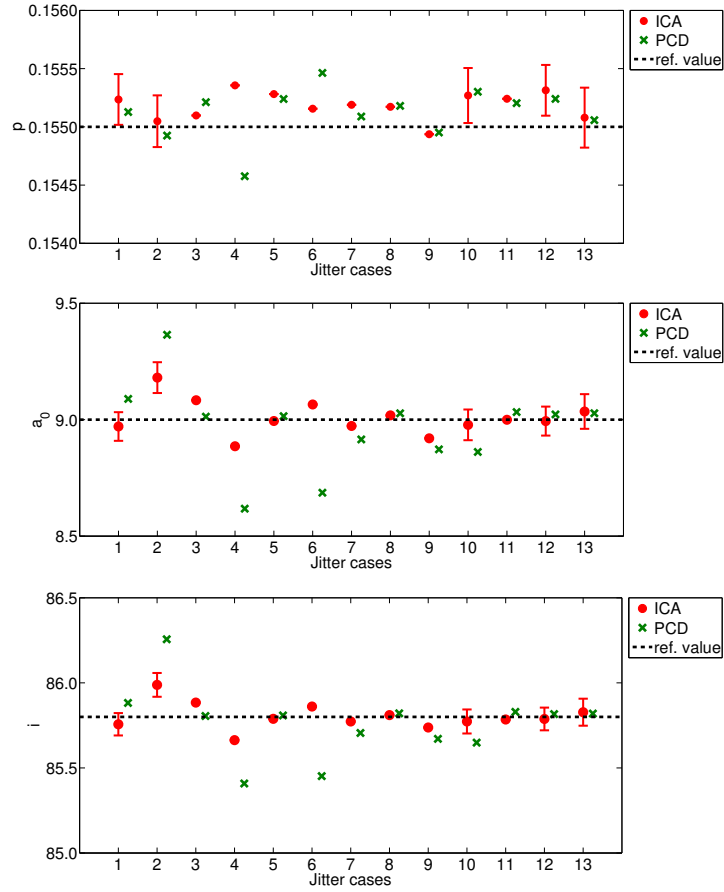 0.1560
0.1555
0.1550
0.1545
0.1540
p
1 2 3 4 5 6 7 8 9 10 11 12 13
Jitter cases
ICA
PCD
ref. value
9.5
9.0
8.5
a0
1 2 3 4 5 6 7 8 9 10 11 12 13
Jitter cases
ICA
PCD
ref. value
86.5
86.0
85.5
85.0
i
1 2 3 4 5 6 7 8 9 10 11 12 13
Jitter cases
ICA
PCD
ref. value